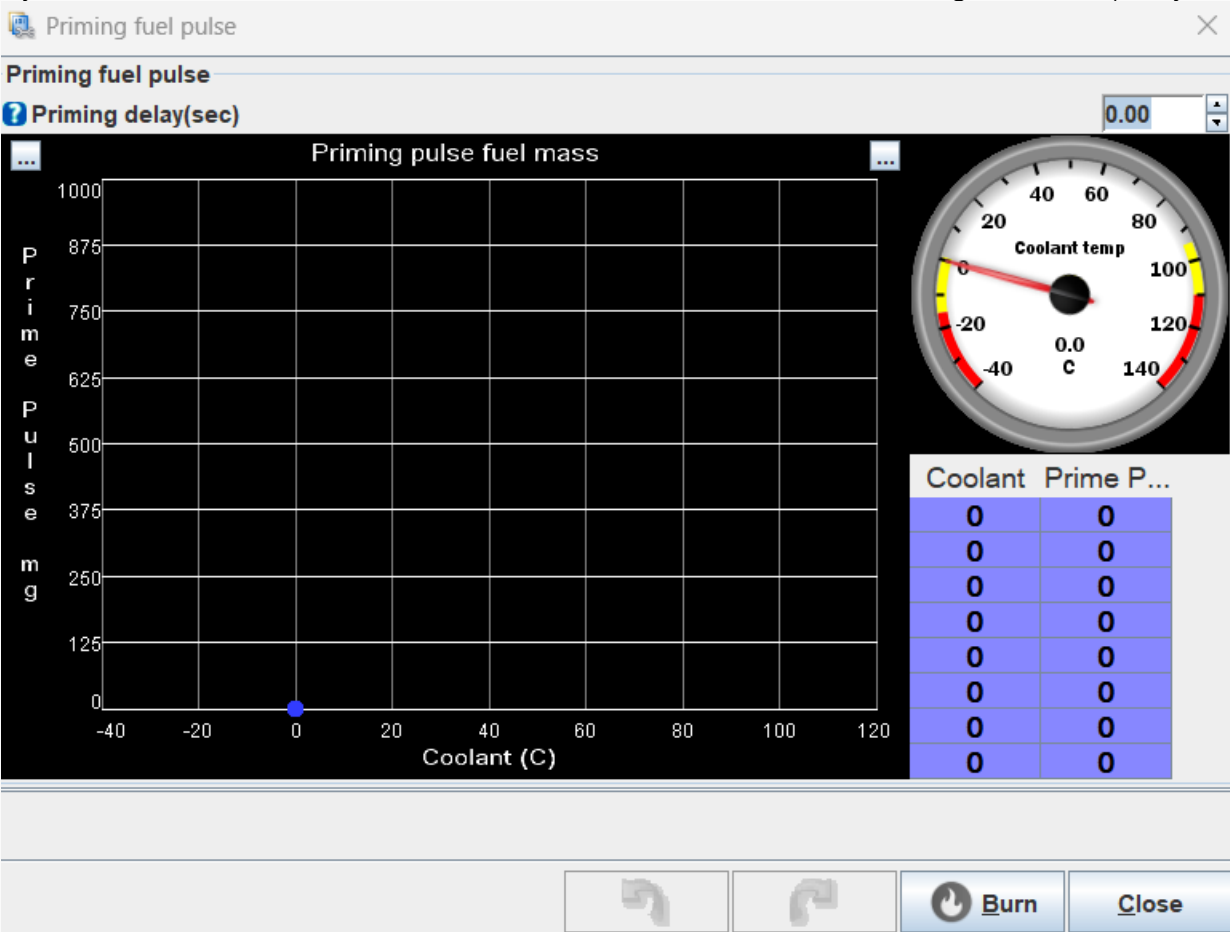 Priming fuel pulse
Priming fuel pulse
Priming delay(sec)
0.00
...
Priming pulse fuel mass
...
Prime Pulse mg
1000
875
750
625
500
375
250
125
0
-40 -20 0 20 40 60 80 100 120
Coolant (C)
-40
-20
0
20
40
60
80
100
120
140
Coolant temp
0.0
C
Coolant Prime P...
0 0
0 0
0 0
0 0
0 0
0 0
0 0
0 0
Burn
Close